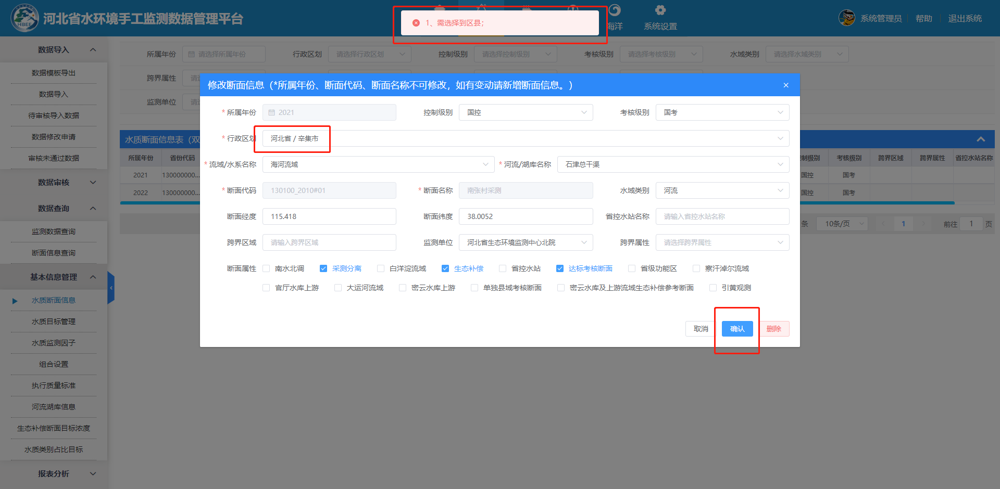 河北省水环境手工监测数据管理平台
HBEE
1、需选择到区县；
海洋
系统设置
系统管理员
帮助
退出系统
数据导入
数据模板导出
数据导入
待审核导入数据
数据修改申请
审核未通过数据
数据审核
数据查询
监测数据查询
断面信息查询
基本信息管理
水质断面信息
水质目标管理
水质监测因子
组合设置
执行质量标准
河流湖库信息
生态补偿断面目标浓度
水质类别占比目标
报表分析
所属年份 请选择所属年份 行政区划 请选择行政区划 控制级别 请选择控制级别 考核级别 请选择考核级别 水域类别 请选择水域类别
跨界属性 请
监测单位 请
水质断面信息表（双
所属年份 省份代码 制级别 考核级别 跨界区域 跨界属性 省控水站名称
2021 130000000... 国控 国考
2022 130000000... 国控 国考
条 10条/页 1 前往 1 页
修改断面信息（*所属年份、断面代码、断面名称不可修改，如有变动请新增断面信息。）
* 所属年份 2021 控制级别 国控 考核级别 国考
* 行政区划 河北省 / 辛集市
* 流域/水系名称 海河流域 * 河流/湖库名称 石津总干渠
* 断面代码 130100_2010#01 * 断面名称 南张村采测 水域类别 河流
断面经度 115.418 断面纬度 38.0052 省控水站名称 请输入省控水站名称
跨界区域 请输入跨界区域 监测单位 河北省生态环境监测中心北院 跨界属性 请选择跨界属性
断面属性 南水北调 采测分离 白洋淀流域 生态补偿 省控水站 达标考核断面 省级功能区 察汗淖尔流域
官厅水库上游 大运河流域 密云水库上游 单独县域考核断面 密云水库及上游流域生态补偿参考断面 引黄观测
取消 确认 删除